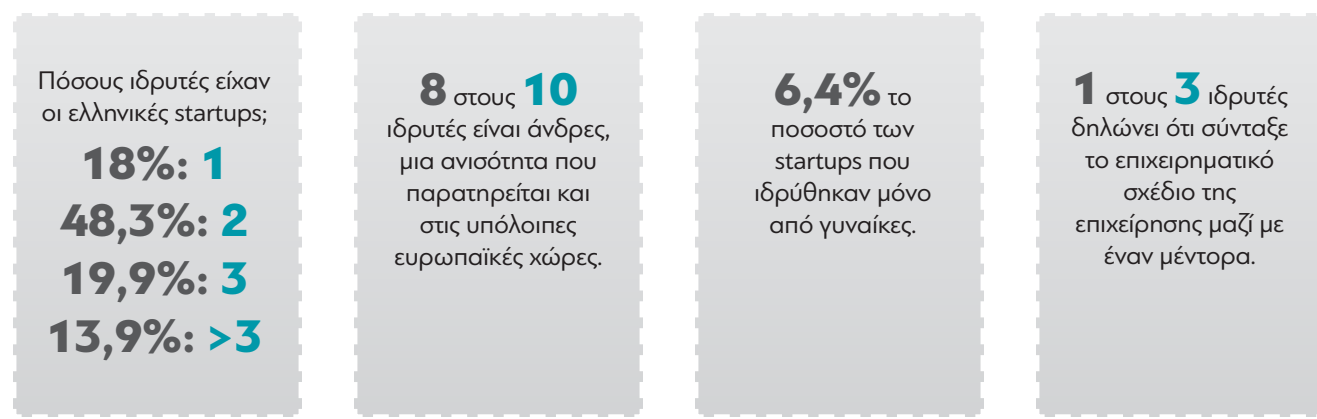 Πόσους ιδρυτές είχαν
οι ελληνικές startups;
18%: 1
48,3%: 2
19,9%: 3
13,9%: >3
8 στους 10
ιδρυτές είναι άνδρες,
μια ανισότητα που
παρατηρείται και
στις υπόλοιπες
ευρωπαϊκές χώρες.
6,4% το
ποσοστό των
startups που
ιδρύθηκαν μόνο
από γυναίκες.
1 στους 3 ιδρυτές
δηλώνει ότι σύνταξε
το επιχειρηματικό
σχέδιο της
επιχείρησης μαζί με
έναν μέντορα.